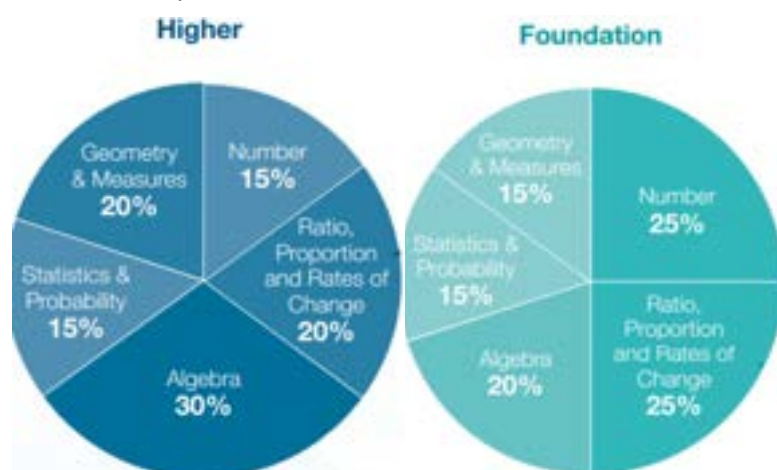 Higher
Number
15%
Ratio,
Proportion
and Rates of
Change
20%
Algebra
30%
Statistics &
Probability
15%
Geometry
& Measures
20%
Foundation
Number
25%
Ratio,
Proportion
and Rates of
Change
25%
Algebra
20%
Statistics &
Probability
15%
Geometry
& Measures
15%